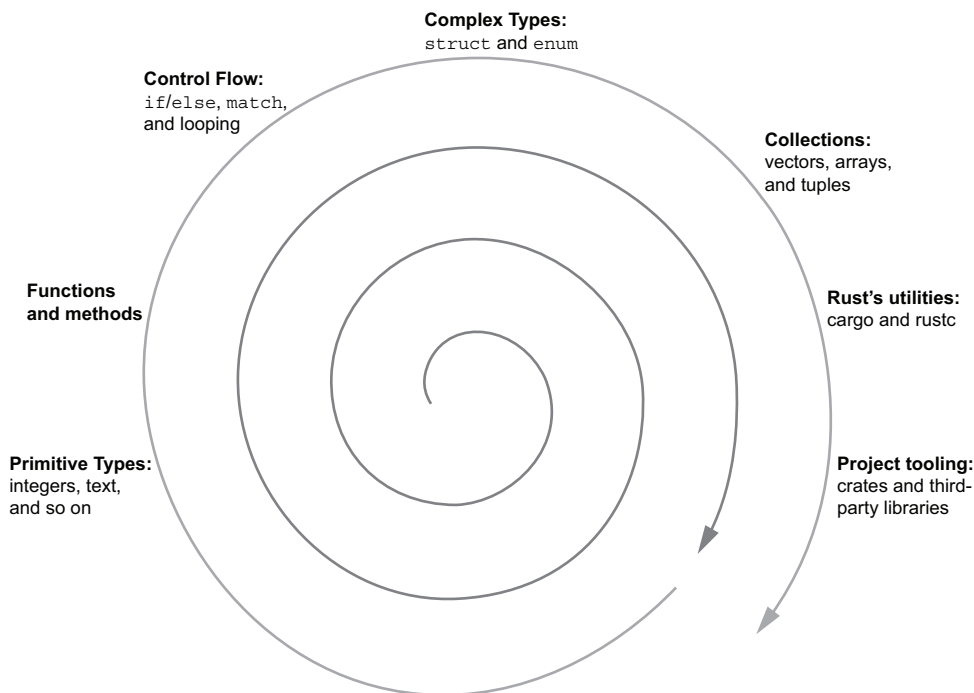 Complex Types:
struct and enum
Control Flow:
if/else, match,
and looping
Collections:
vectors, arrays,
and tuples
Functions
and methods
Rust’s utilities:
cargo and rustc
Primitive Types:
integers, text,
and so on
Project tooling:
crates and third-
party libraries